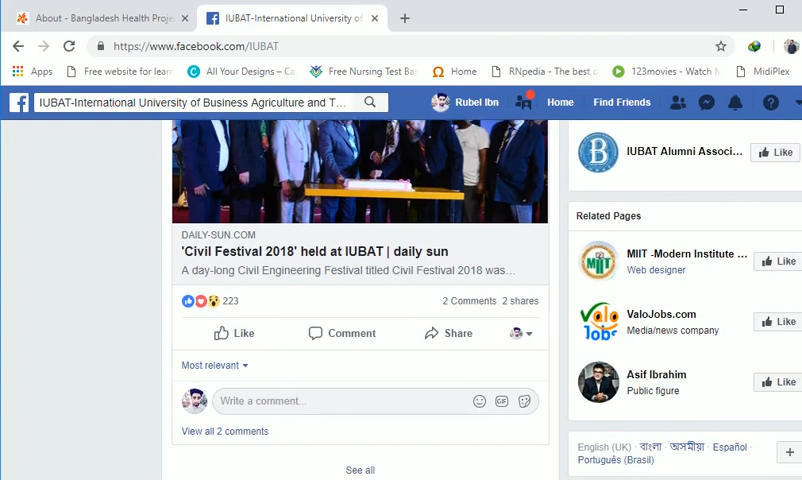 About - Bangladesh Health Proje
IUBAT-International University of
https://www.facebook.com/IUBAT
Apps
Free website for lear
All Your Designs – Ca
Free Nursing Test Ban
Home
RNpedia - The best o
123movies - Watch M
MidiPlex
IUBAT-International University of Business Agriculture and T...
Rubel Ibn
Home
Find Friends
IUBAT Alumni Associ...
Like
Related Pages
MIIT -Modern Institute ...
Web designer
Like
ValoJobs.com
Media/news company
Like
Asif Ibrahim
Public figure
Like
English (UK) · বাংলা · অসমীয়া · Español ·
Português (Brasil)
DAILY-SUN.COM
'Civil Festival 2018' held at IUBAT | daily sun
A day-long Civil Engineering Festival titled Civil Festival 2018 was...
223
2 Comments 2 shares
Like
Comment
Share
Most relevant
Write a comment...
GIF
View all 2 comments
See all